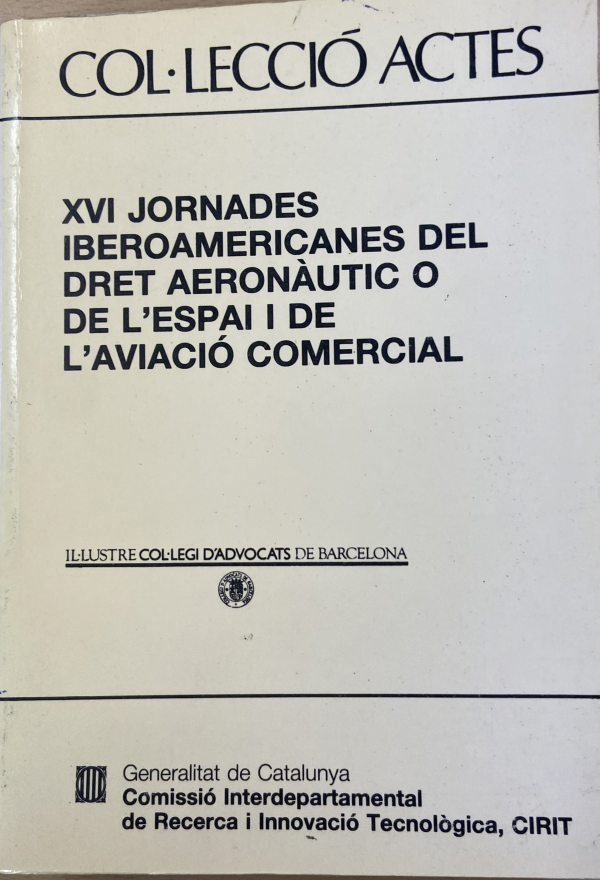 COL·LECCIÓ ACTES
XVI JORNADES
IBEROAMERICANES DEL
DRET AERONÀUTIC O
DE L'ESPAI I DE
L'AVIACIÓ COMERCIAL
IL·LUSTRE COL·LEGI D'ADVOCATS DE BARCELONA
Generalitat de Catalunya
Comissió Interdepartamental
de Recerca i Innovació Tecnològica, CIRIT